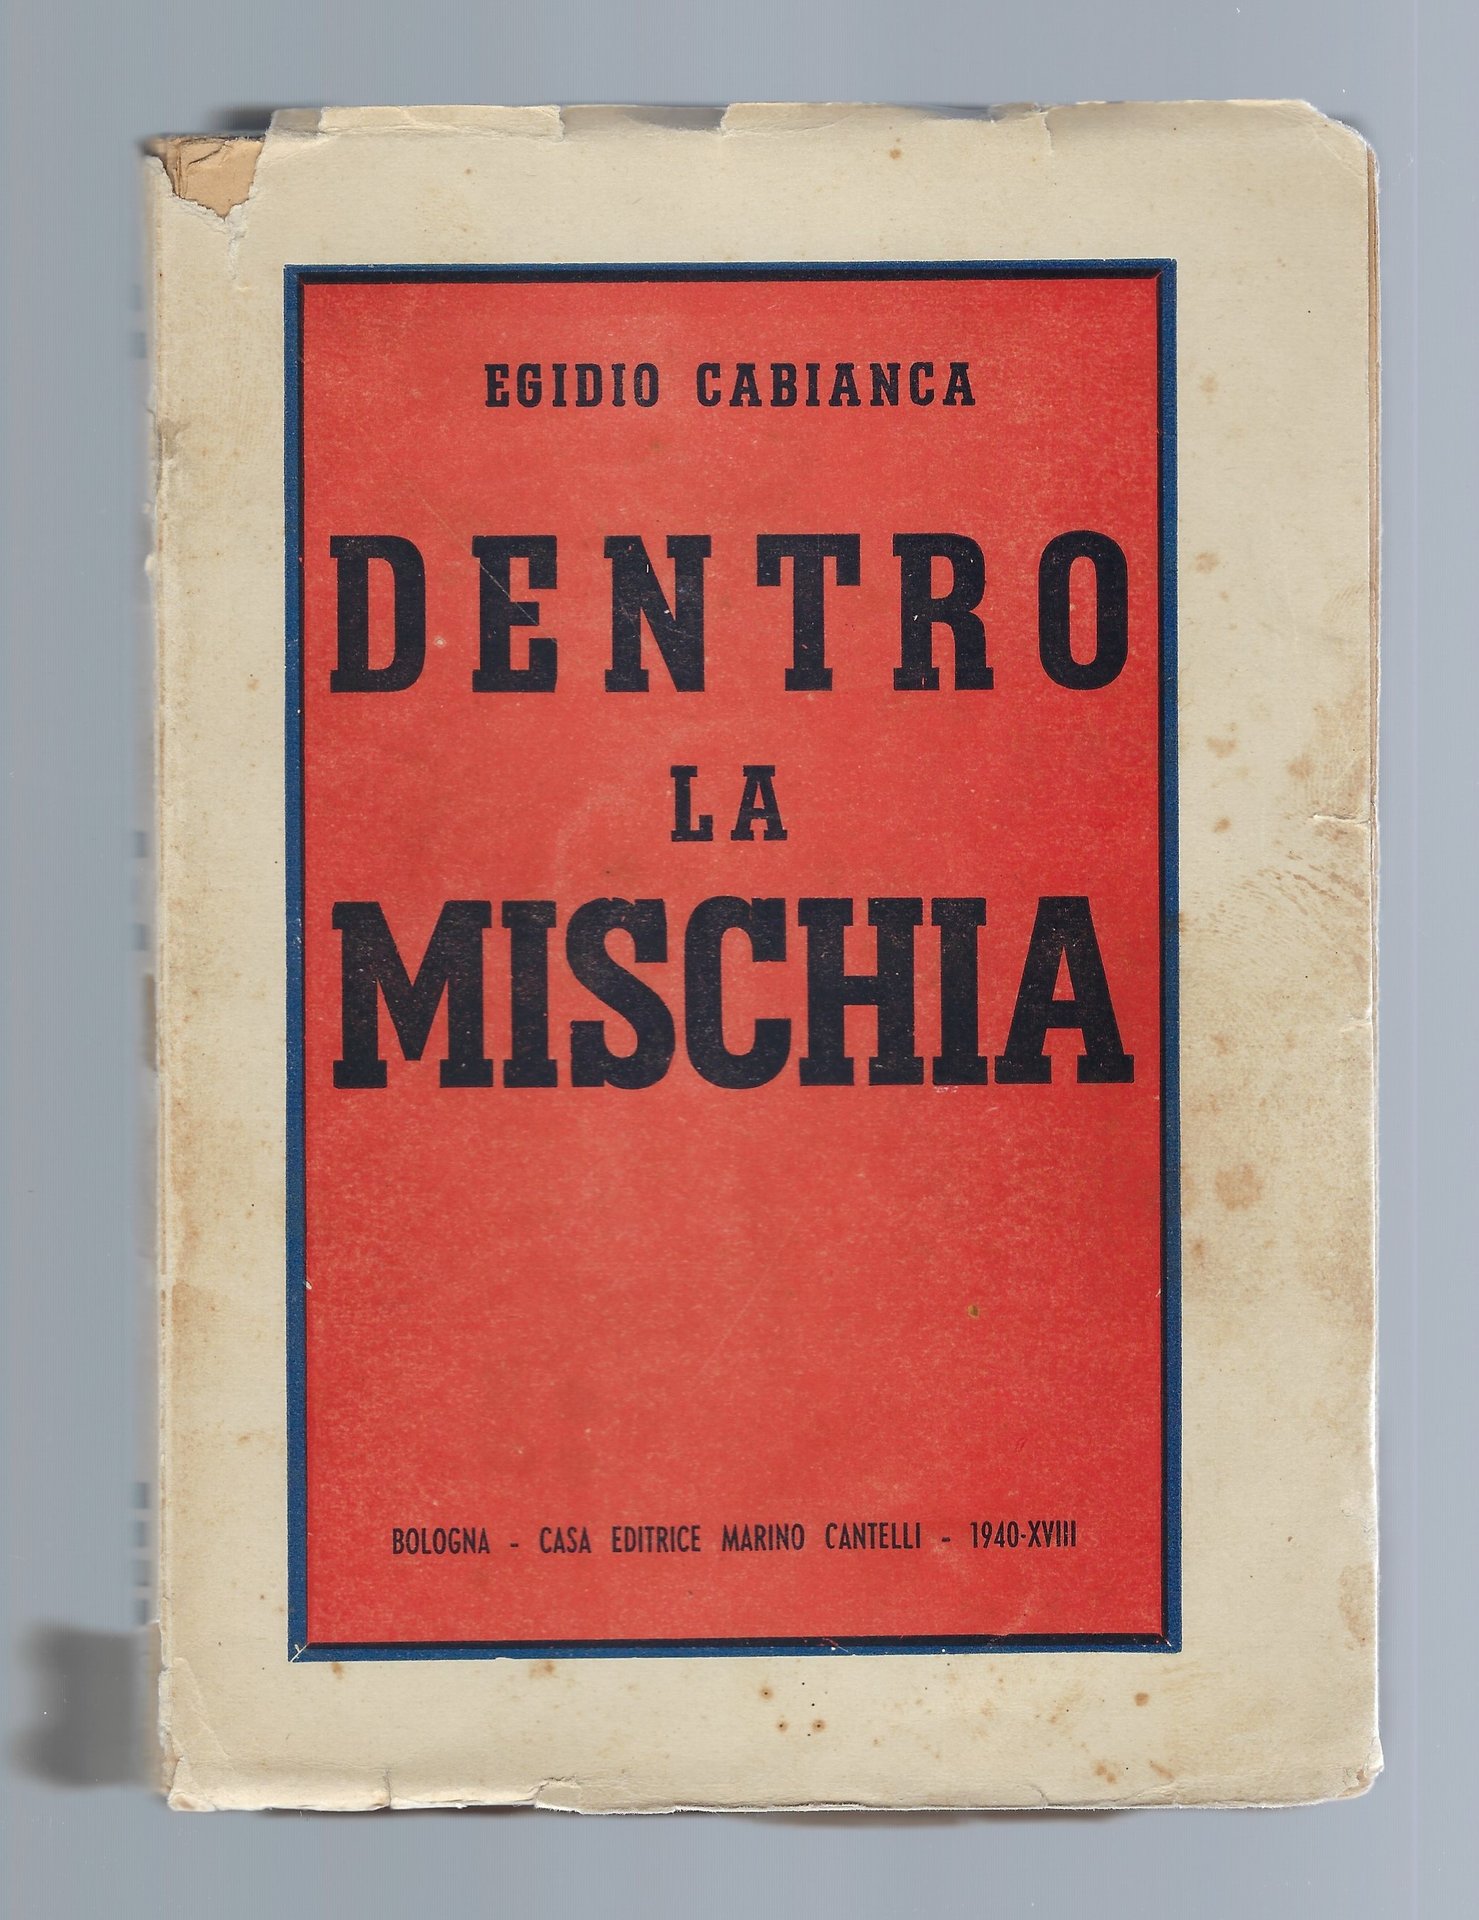 EGIDIO CABIANCA
DENTRO
LA
MISCHIA
BOLOGNA - CASA EDITRICE MARINO CANTELLI - 1940-XVIII